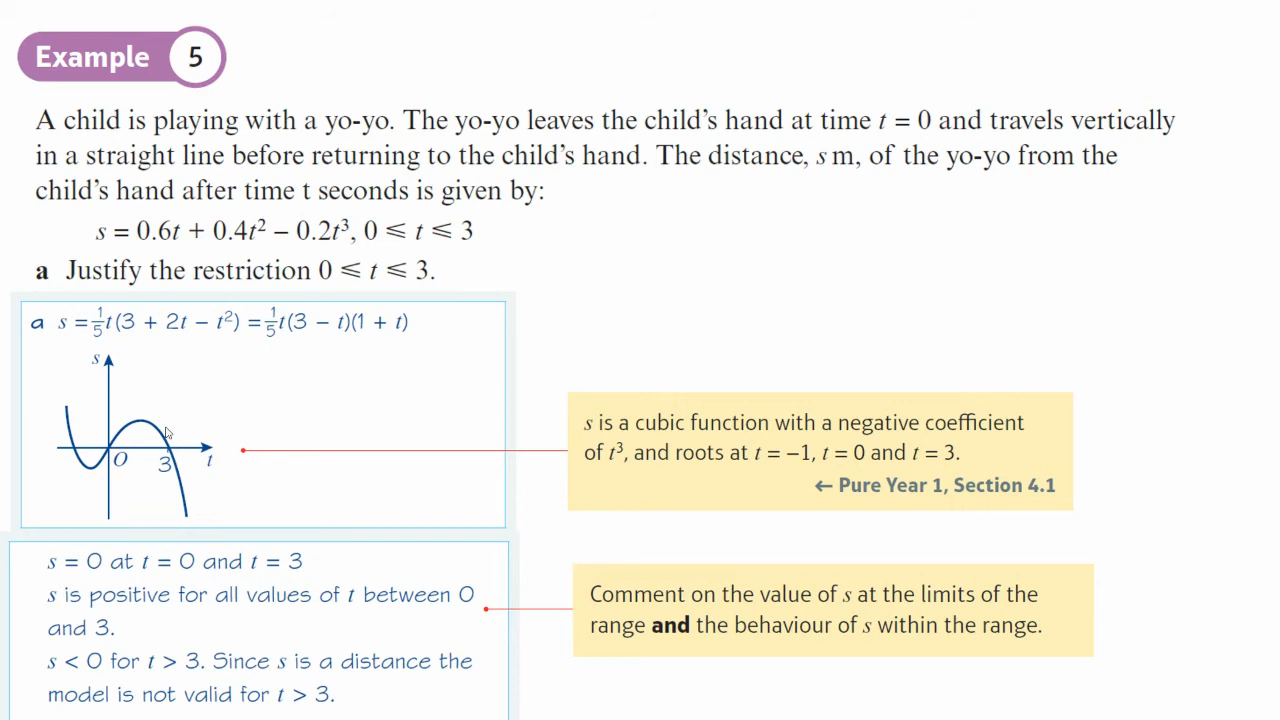 Example 5
A child is playing with a yo-yo. The yo-yo leaves the child's hand at time t = 0 and travels vertically
in a straight line before returning to the child's hand. The distance, s m, of the yo-yo from the
child's hand after time t seconds is given by:
s = 0.6t + 0.4t² − 0.2t³, 0 ⩽ t ⩽ 3
a Justify the restriction 0 ⩽ t ⩽ 3.
a s = 1/5 t(3 + 2t − t²) = 1/5 t(3 − t)(1 + t)
s
O 3 t
s is a cubic function with a negative coefficient
of t³, and roots at t = −1, t = 0 and t = 3.
← Pure Year 1, Section 4.1
s = 0 at t = 0 and t = 3
s is positive for all values of t between 0
and 3.
s < 0 for t > 3. Since s is a distance the
model is not valid for t > 3.
Comment on the value of s at the limits of the
range and the behaviour of s within the range.